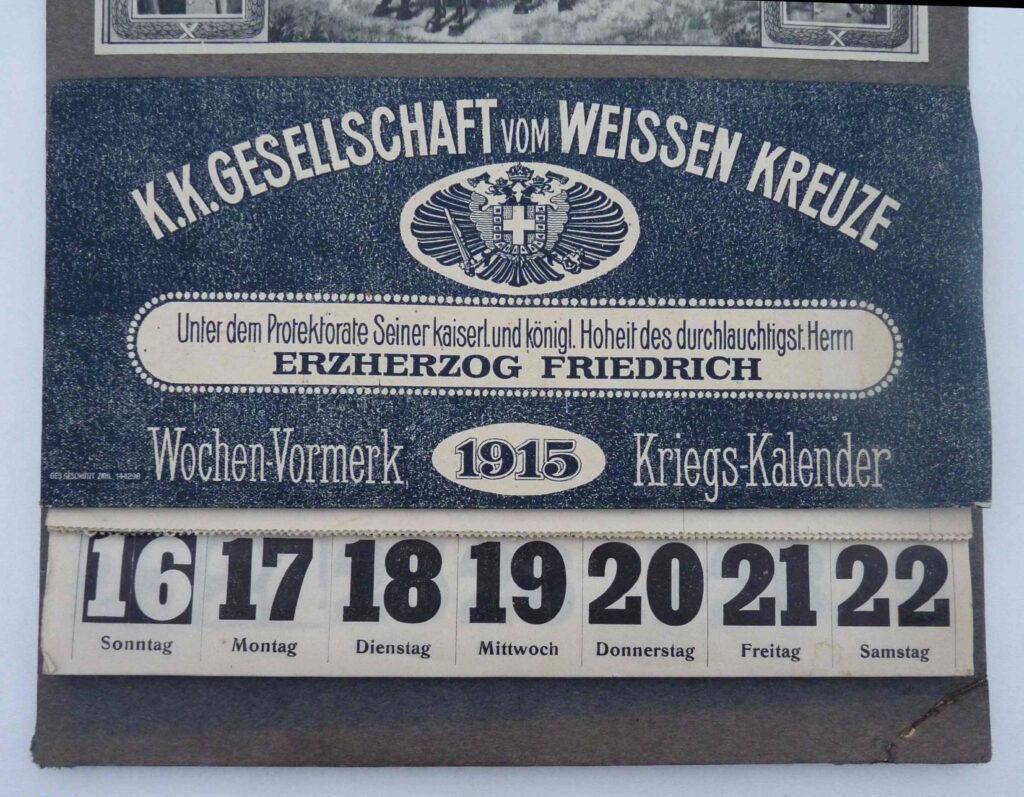 K.K. GESELLSCHAFT VOM WEISSEN KREUZE
Unter dem Protektorate Seiner kaiserl. und königl. Hoheit des durchlauchtigst. Herrn
ERZHERZOG FRIEDRICH
Wochen-Vormerk 1915 Kriegs-Kalender
16 17 18 19 20 21 22
Sonntag Montag Dienstag Mittwoch Donnerstag Freitag Samstag